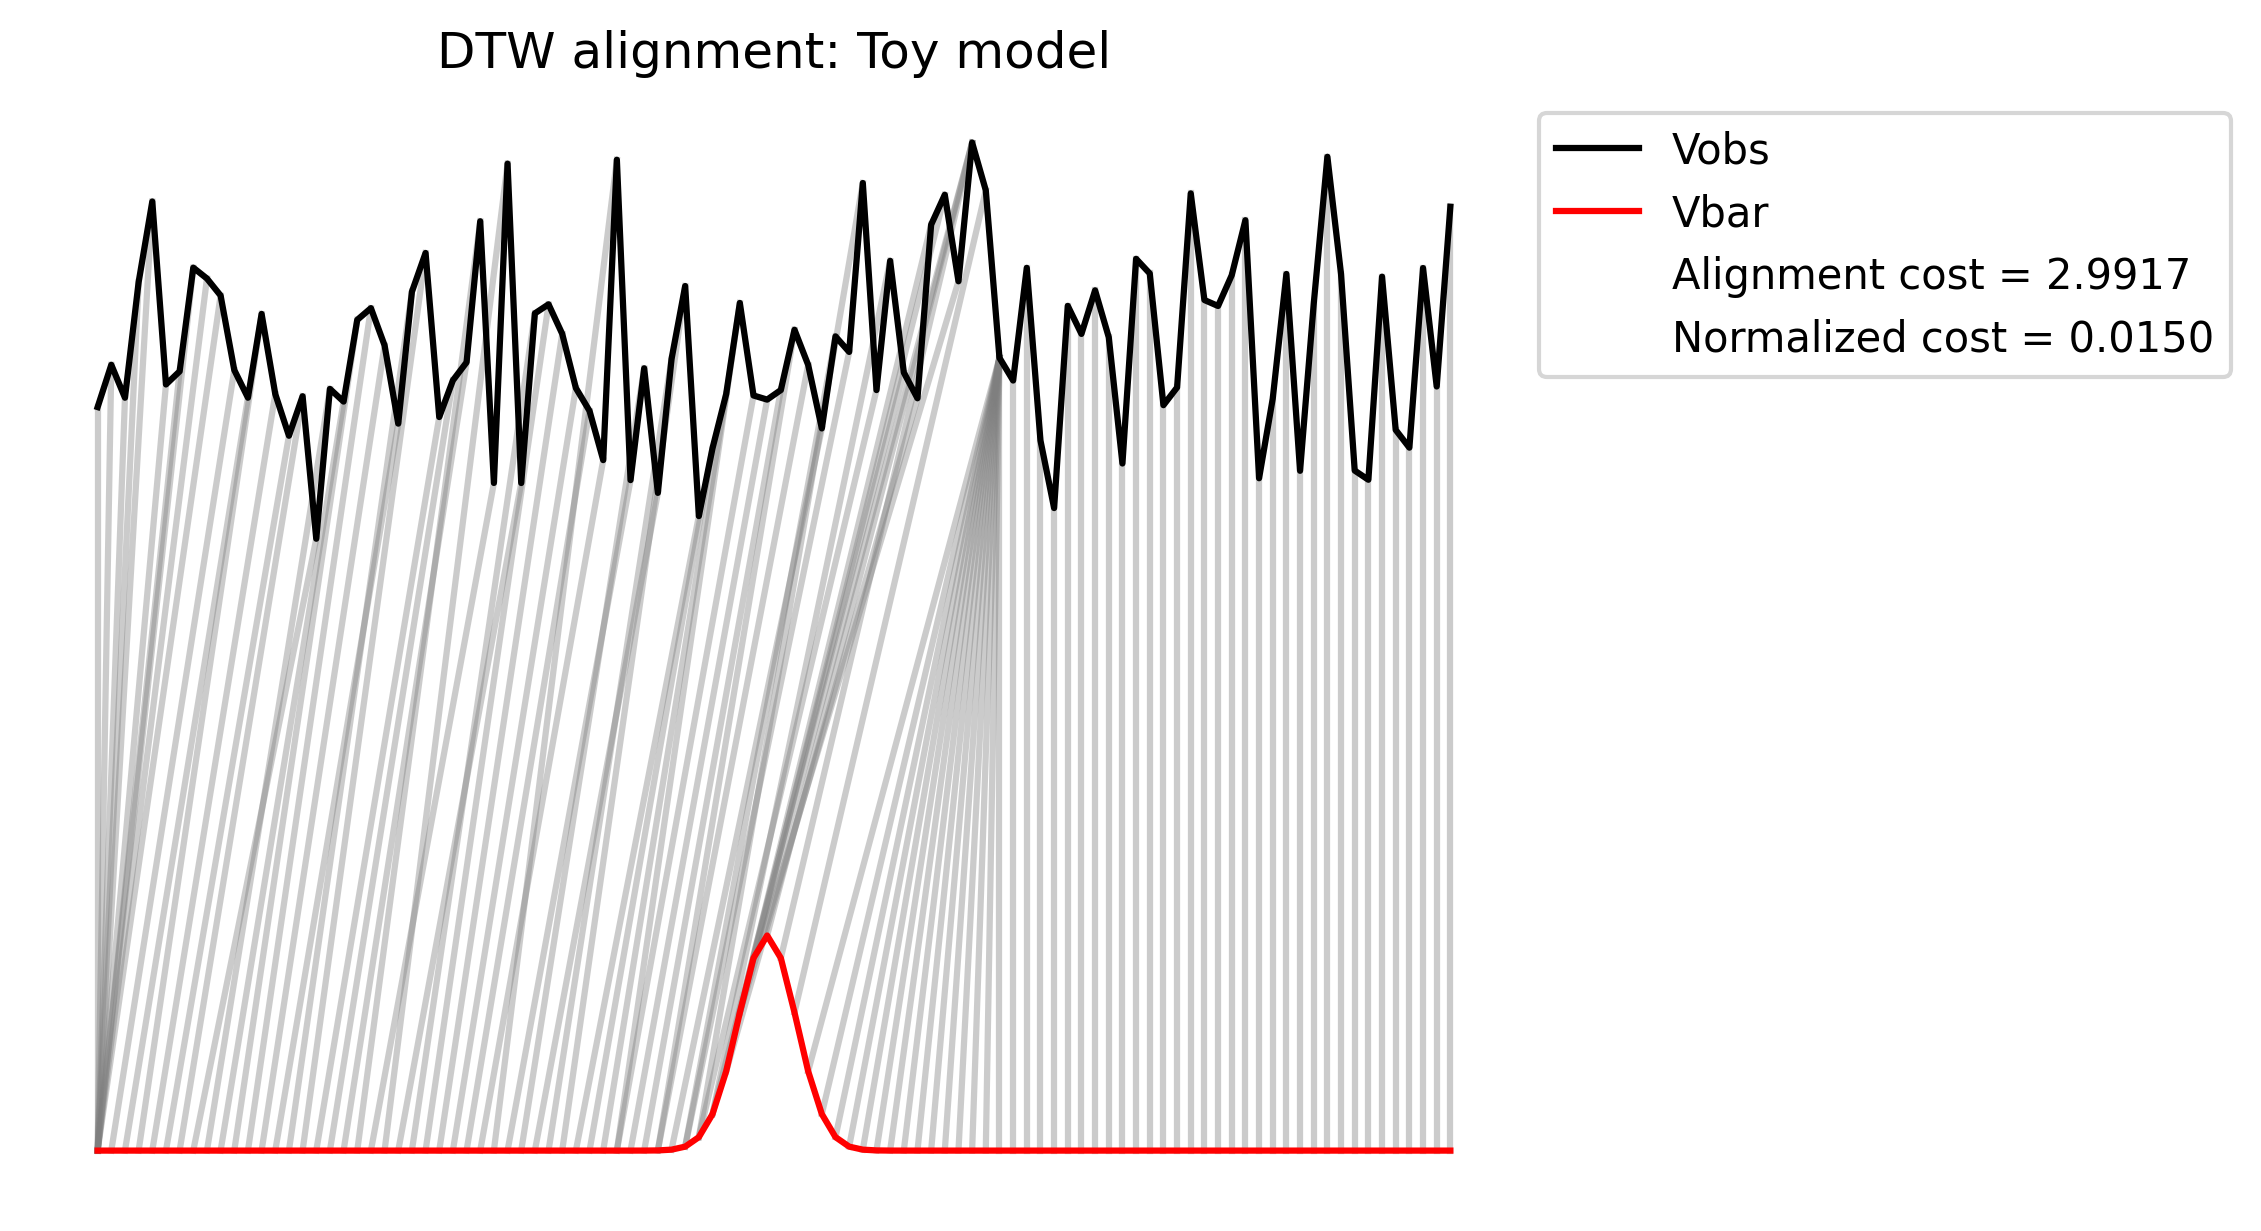 DTW alignment: Toy model
Vobs
Vbar
Alignment cost = 2.9917
Normalized cost = 0.0150